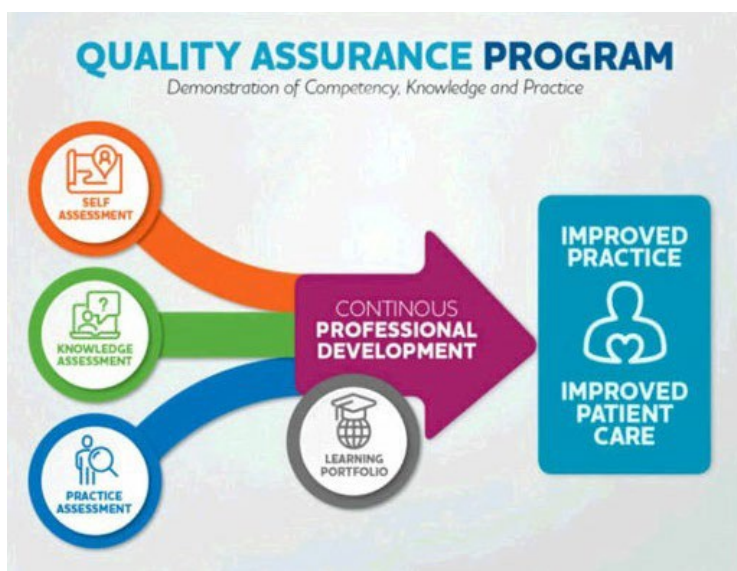 QUALITY ASSURANCE PROGRAM
Demonstration of Competency, Knowledge and Practice
SELF
ASSESSMENT
KNOWLEDGE
ASSESSMENT
PRACTICE
ASSESSMENT
CONTINOUS
PROFESSIONAL
DEVELOPMENT
LEARNING
PORTFOLIO
IMPROVED
PRACTICE
IMPROVED
PATIENT
CARE